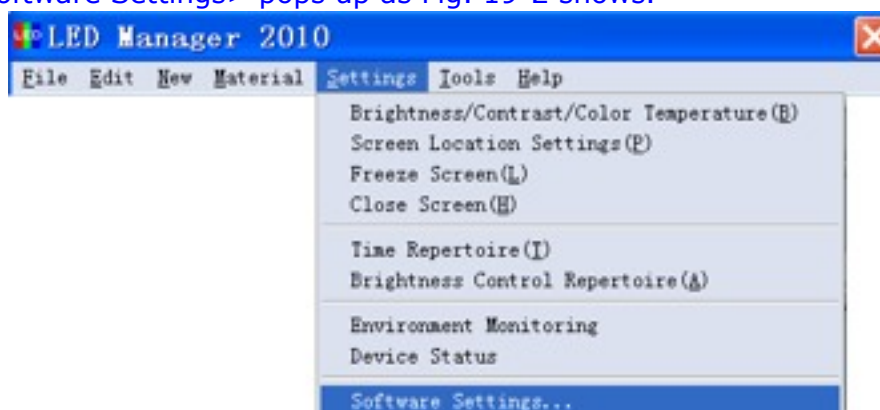 oftware Settings> pops up as Fig. 19-2 shows:
LED Manager 2010
File Edit New Material Settings Tools Help
Brightness/Contrast/Color Temperature(B)
Screen Location Settings(P)
Freeze Screen(L)
Close Screen(H)
Time Repertoire(T)
Brightness Control Repertoire(A)
Environment Monitoring
Device Status
Software Settings...